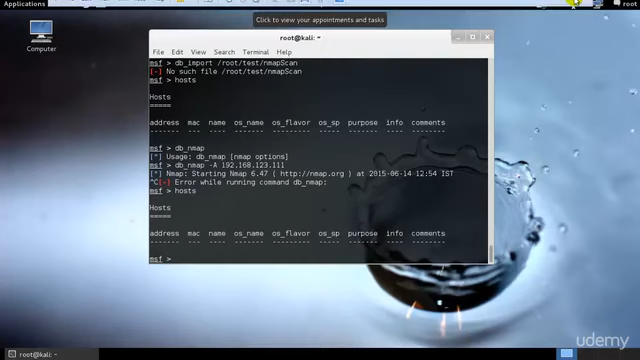 Applications
root
Click to view your appointments and tasks
Computer
root@kali: ~
File Edit View Search Terminal Help
msf > db_import /root/test/nmapScan
[-] No such file /root/test/nmapScan
msf > hosts
Hosts
=====
address mac name os_name os_flavor os_sp purpose info comments
------- --- ---- ------- --------- ----- ------- ---- --------
msf > db_nmap
[*] Usage: db_nmap [nmap options]
msf > db_nmap -A 192.168.123.111
[*] Nmap: Starting Nmap 6.47 ( http://nmap.org ) at 2015-06-14 12:54 IST
^C[-] Error while running command db_nmap:
msf > hosts
Hosts
=====
address mac name os_name os_flavor os_sp purpose info comments
------- --- ---- ------- --------- ----- ------- ---- --------
msf >
udemy
root@kali: ~